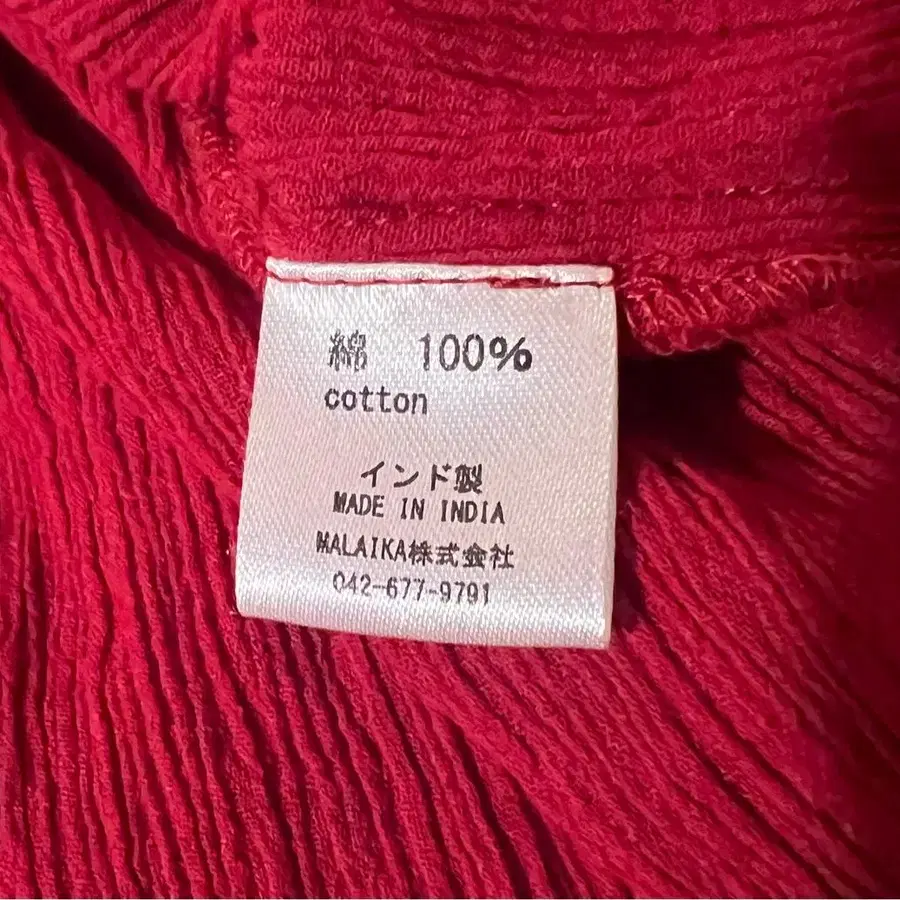 綿 100%
cotton
インド製
MADE IN INDIA
MALAIKA株式会社
042-677-9791